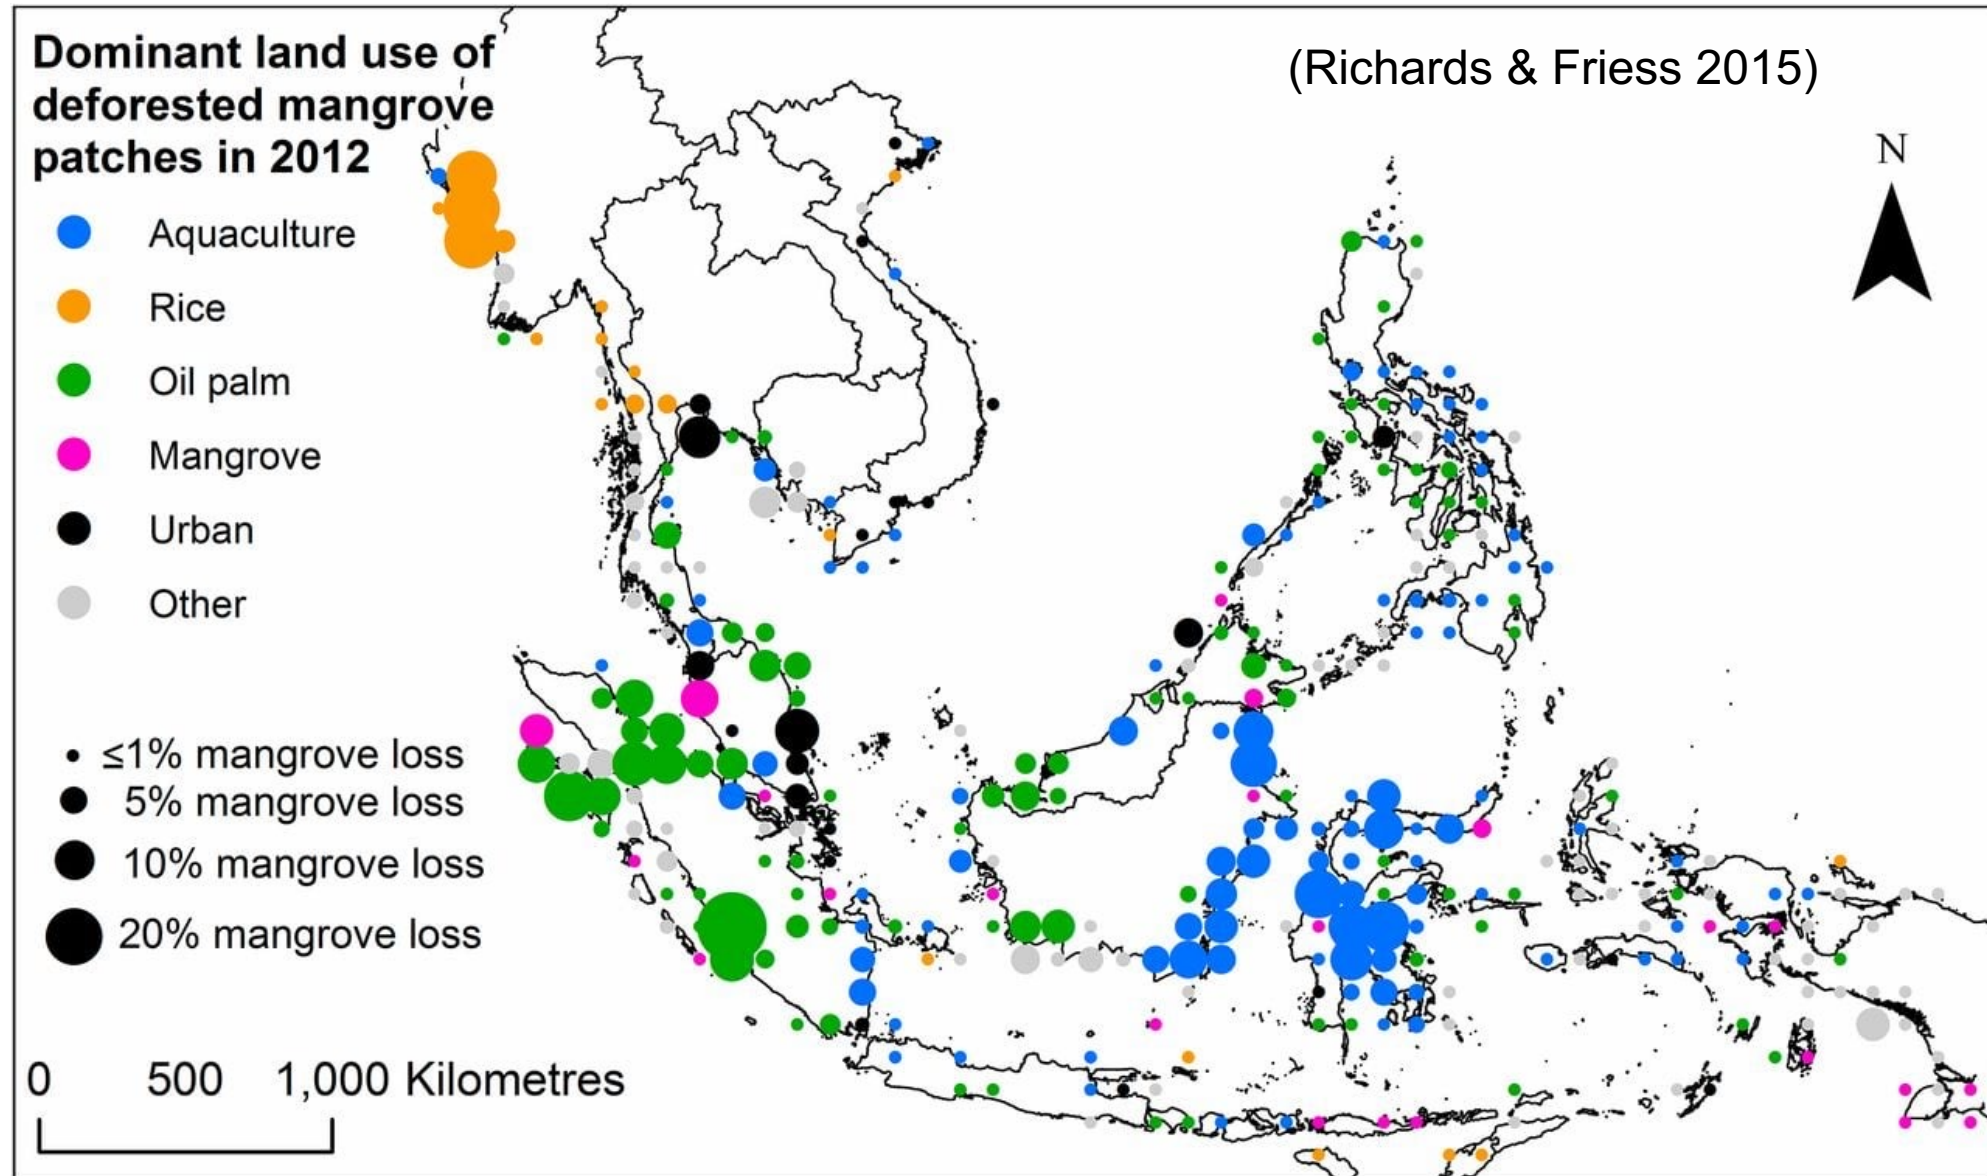 Dominant land use of
deforested mangrove
patches in 2012
Aquaculture
Rice
Oil palm
Mangrove
Urban
Other
≤1% mangrove loss
5% mangrove loss
10% mangrove loss
20% mangrove loss
0 500 1,000 Kilometres
(Richards & Friess 2015)
N